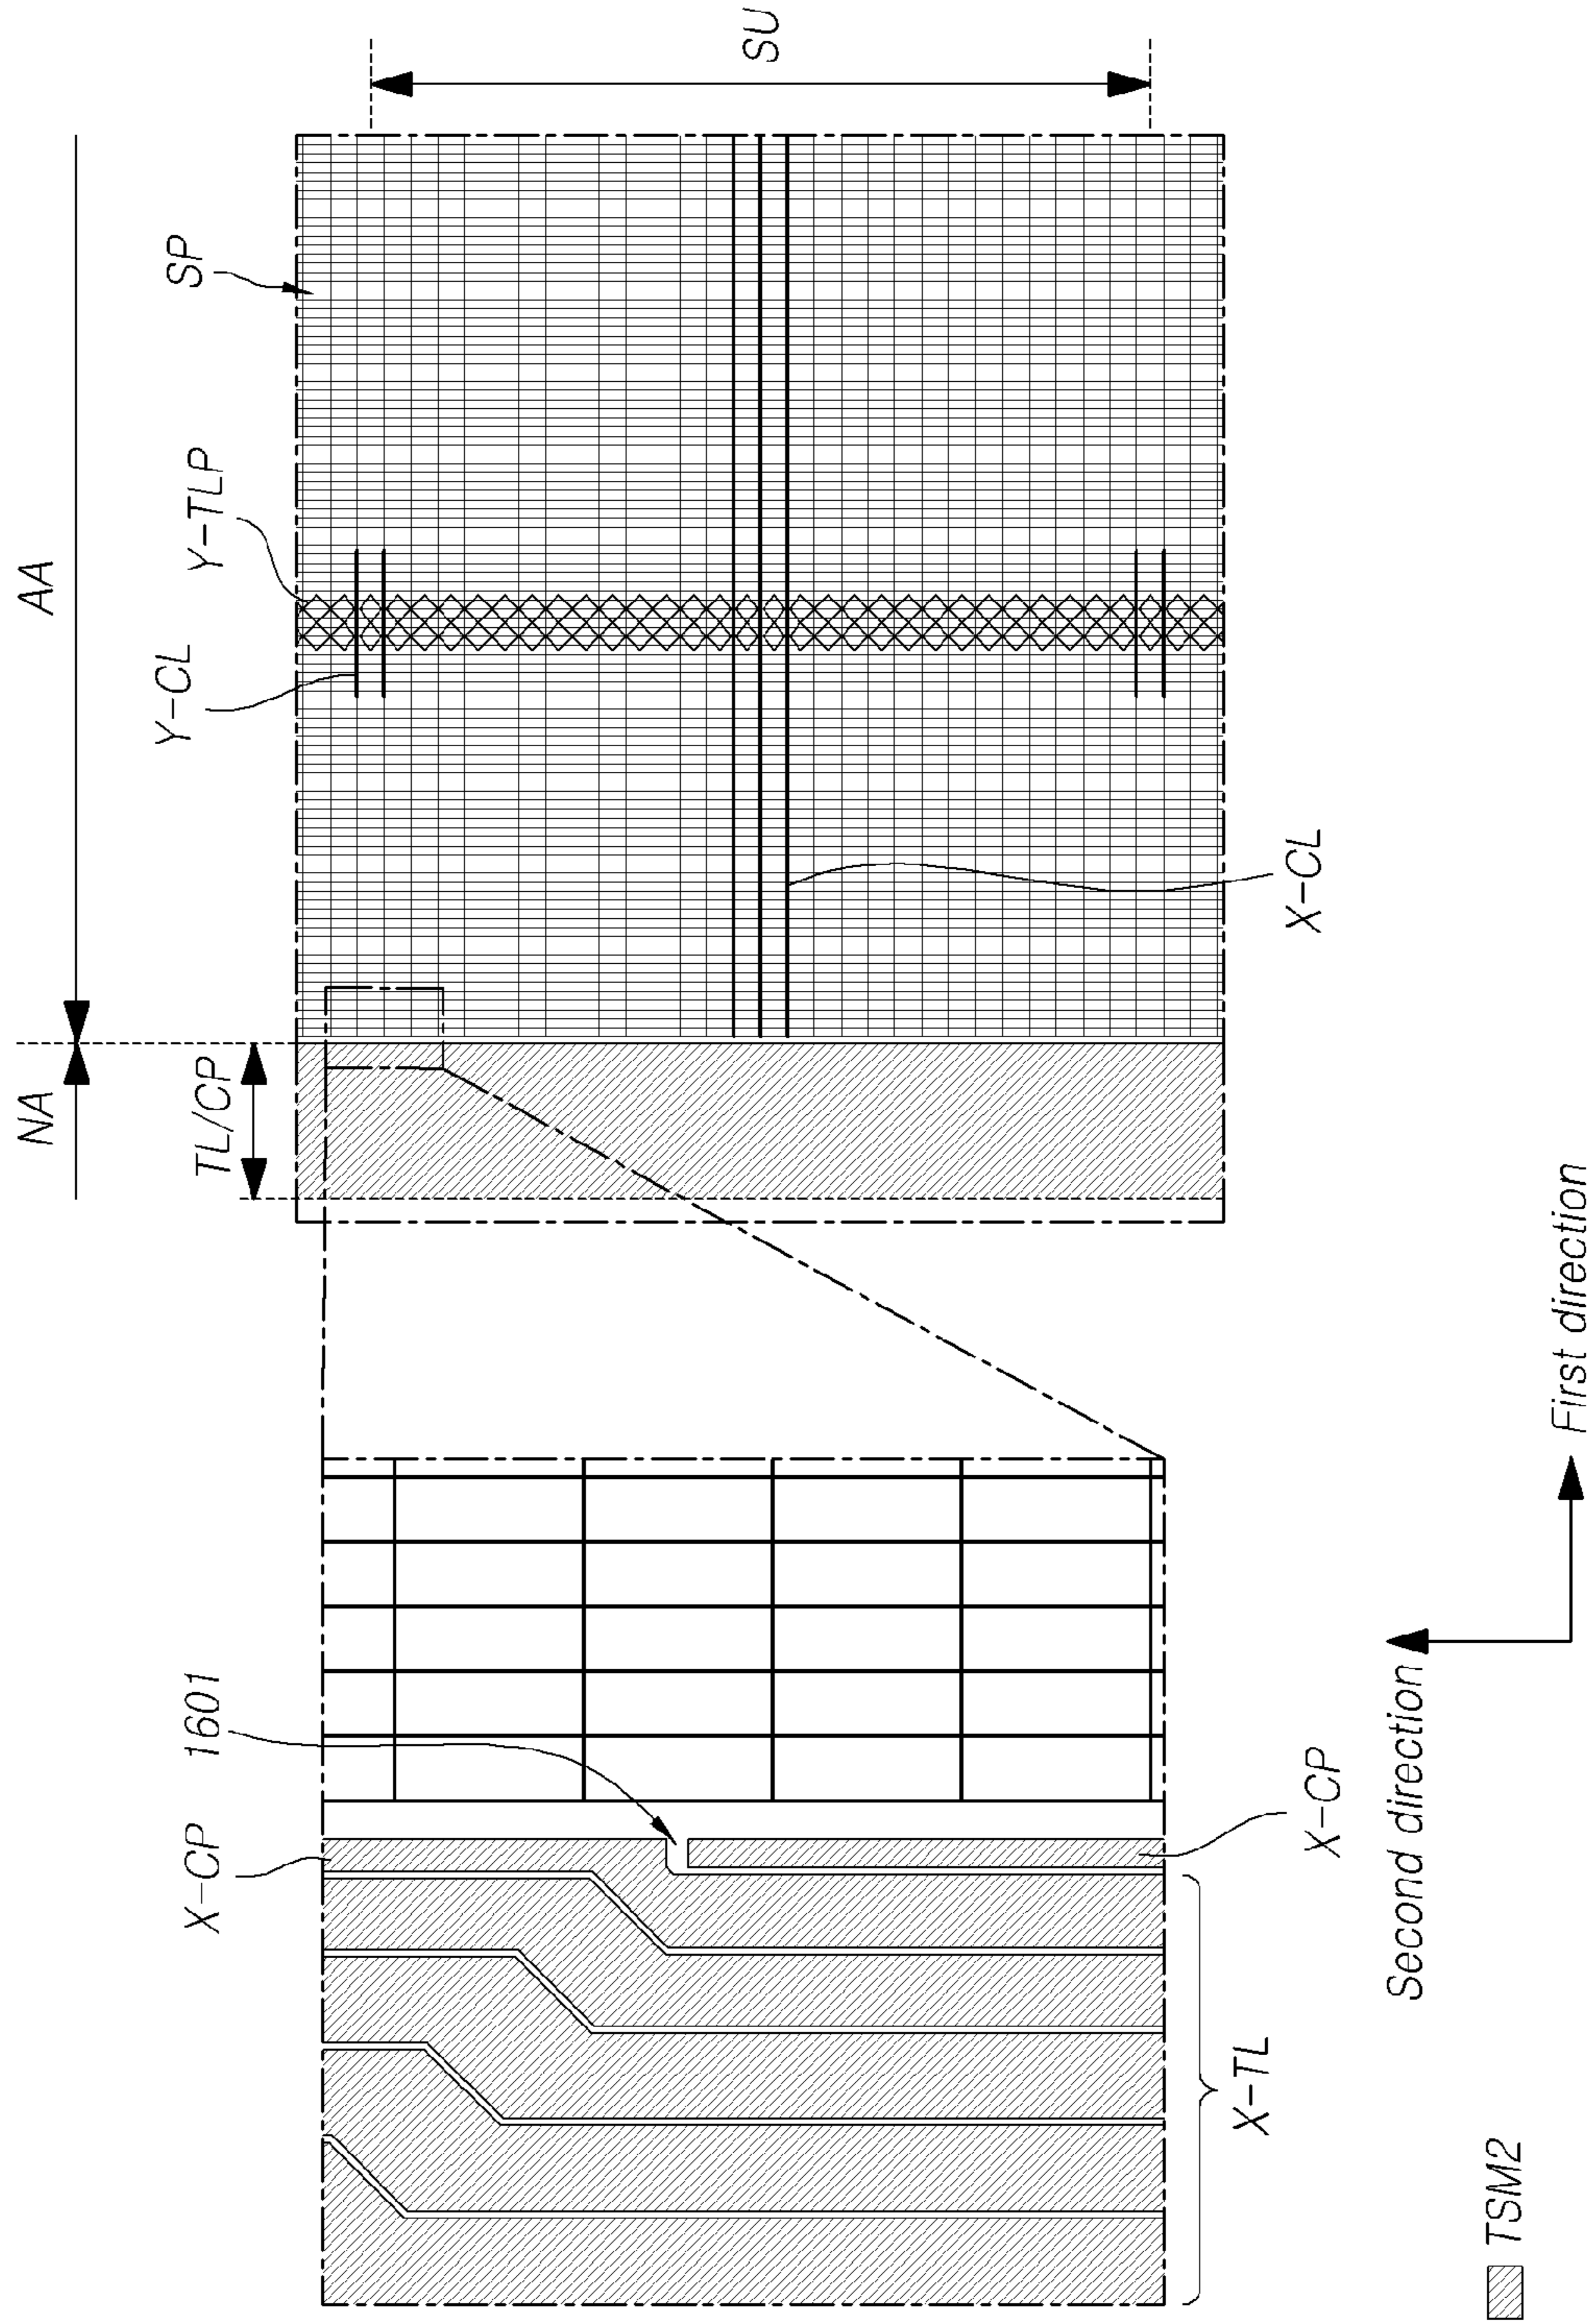 NA
AA
TL/CP
Y-CL
Y-TLP
SP
SU
X-CL
X-CP
1601
X-CP
X-TL
TSM2
Second direction
First direction